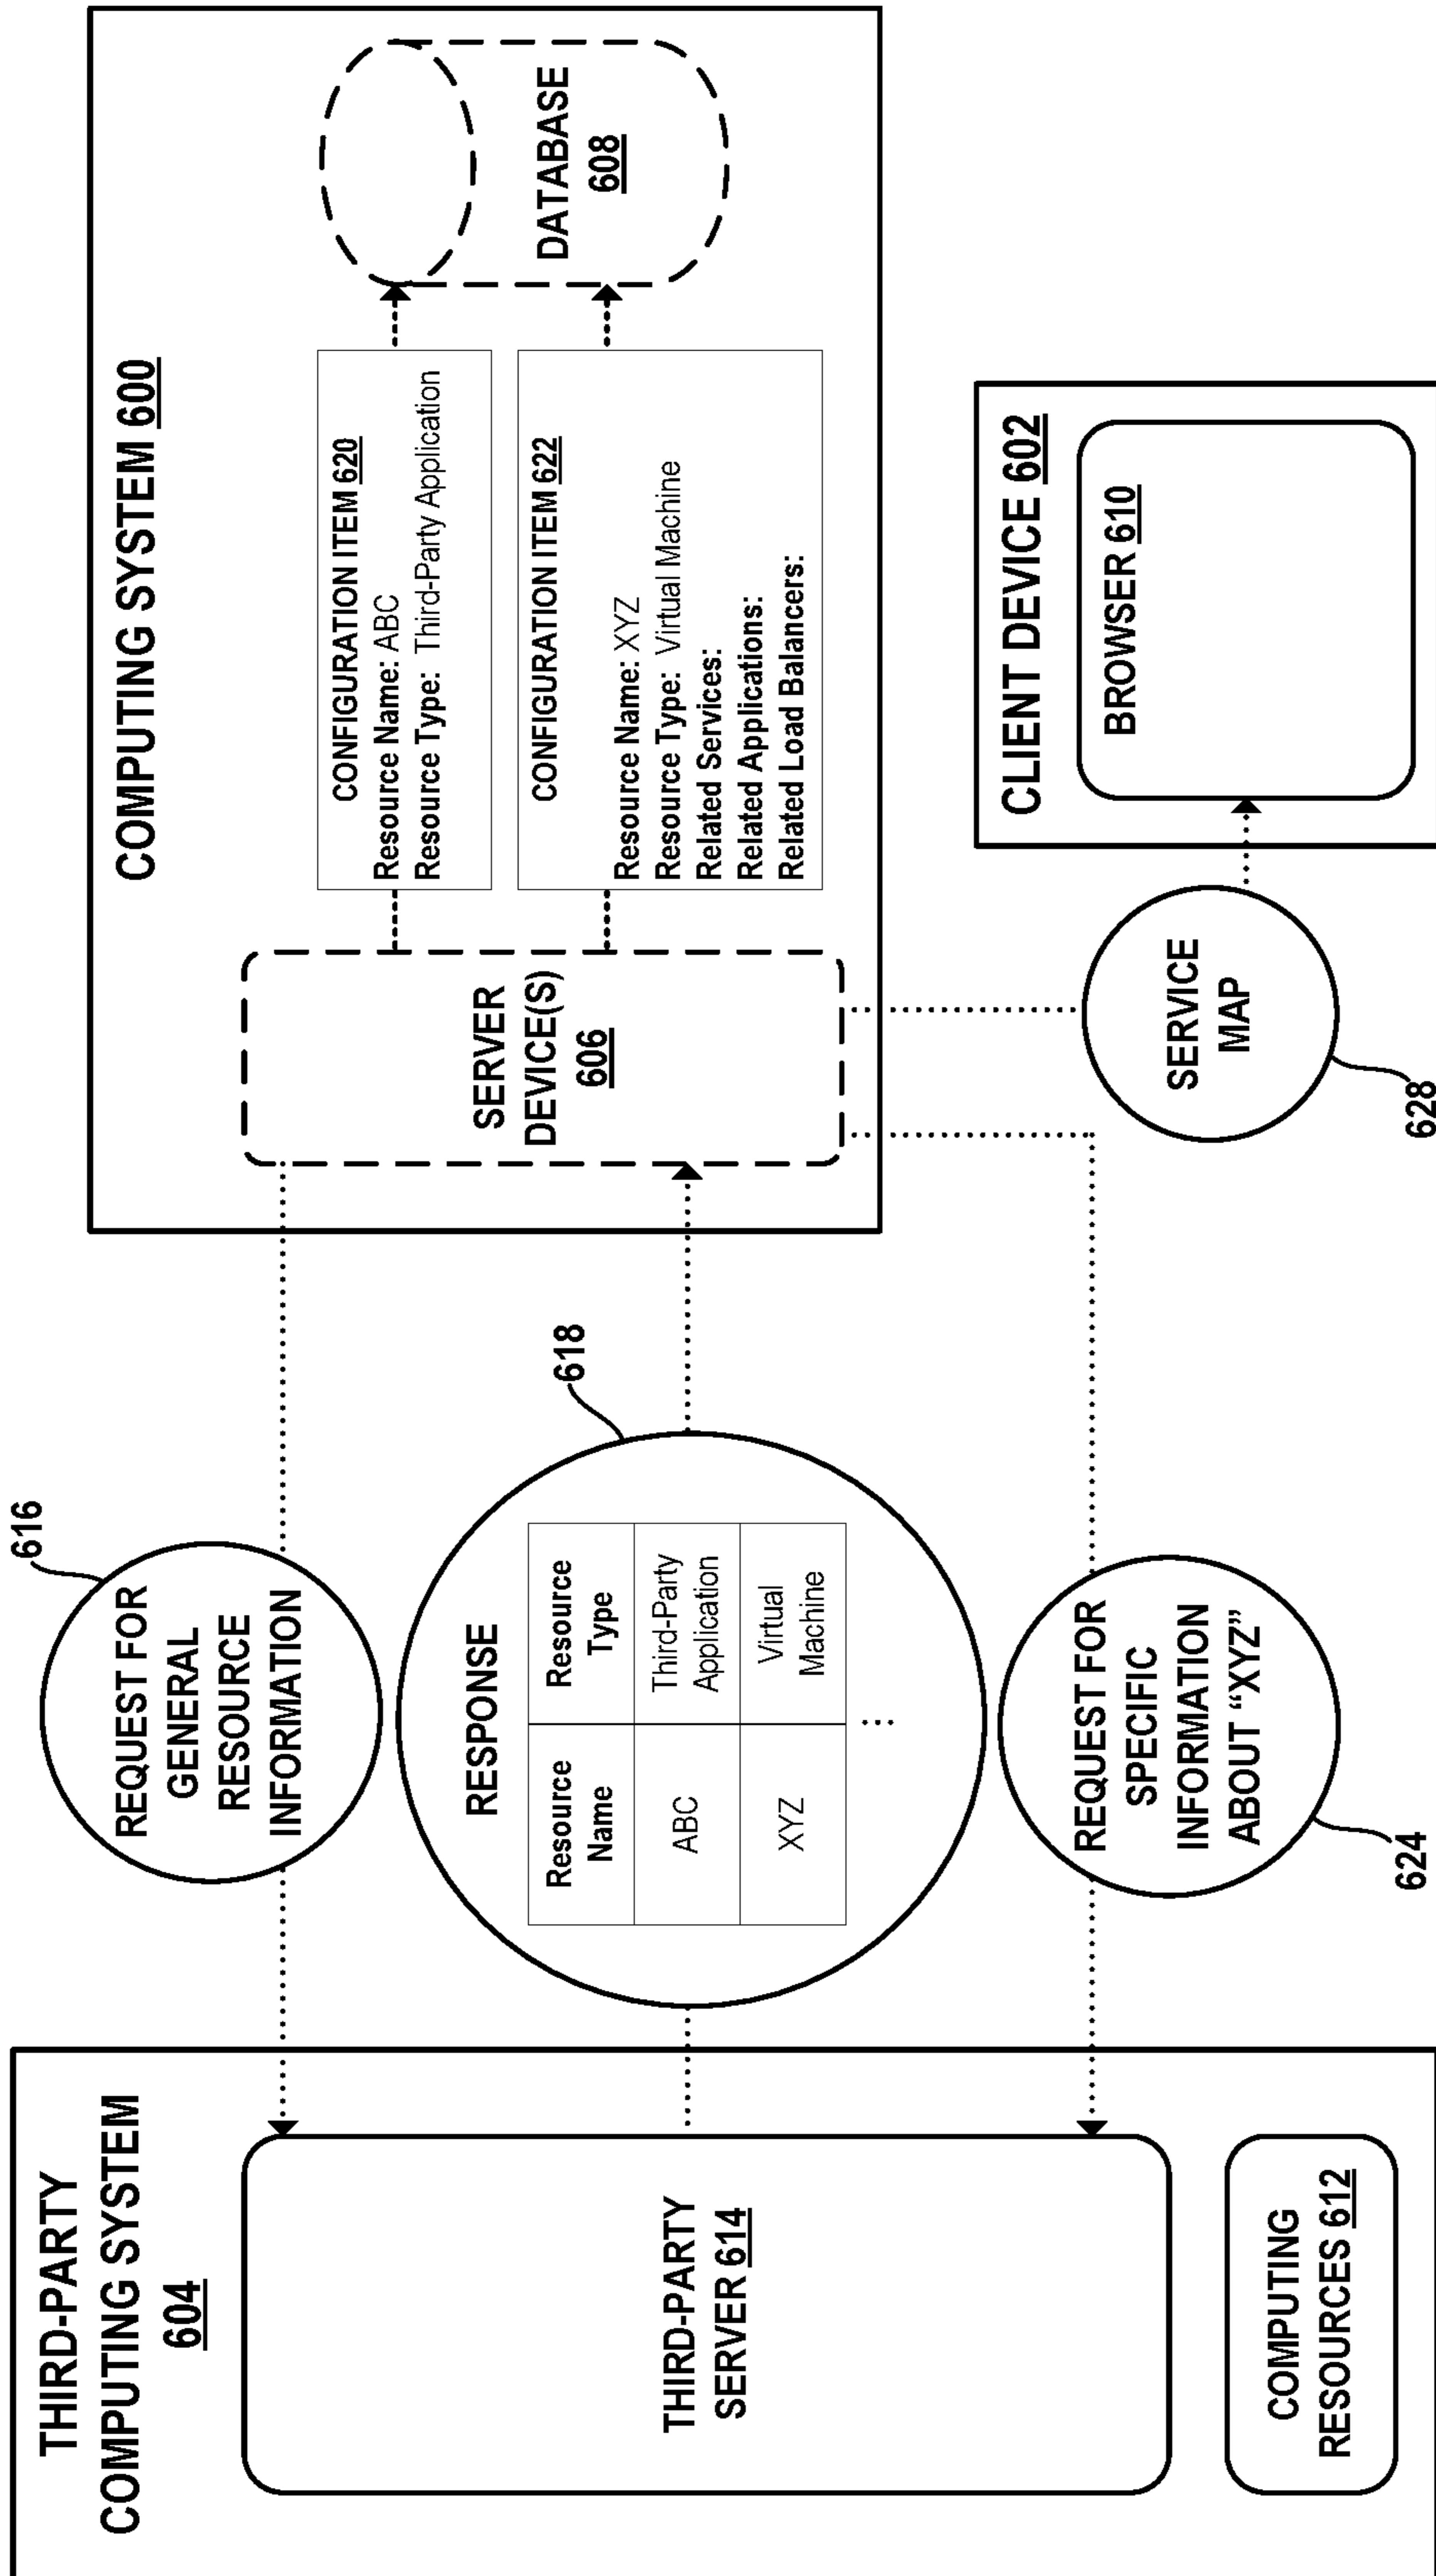 THIRD-PARTY
COMPUTING SYSTEM
604
THIRD-PARTY
SERVER 614
COMPUTING
RESOURCES 612
616
REQUEST FOR
GENERAL
RESOURCE
INFORMATION
618
RESPONSE
Resource Name Resource Type
ABC Third-Party Application
XYZ Virtual Machine
...
REQUEST FOR
SPECIFIC
INFORMATION
ABOUT “XYZ”
624
COMPUTING SYSTEM 600
SERVER
DEVICE(S)
606
CONFIGURATION ITEM 620
Resource Name: ABC
Resource Type: Third-Party Application
CONFIGURATION ITEM 622
Resource Name: XYZ
Resource Type: Virtual Machine
Related Services:
Related Applications:
Related Load Balancers:
DATABASE
608
SERVICE
MAP
628
CLIENT DEVICE 602
BROWSER 610